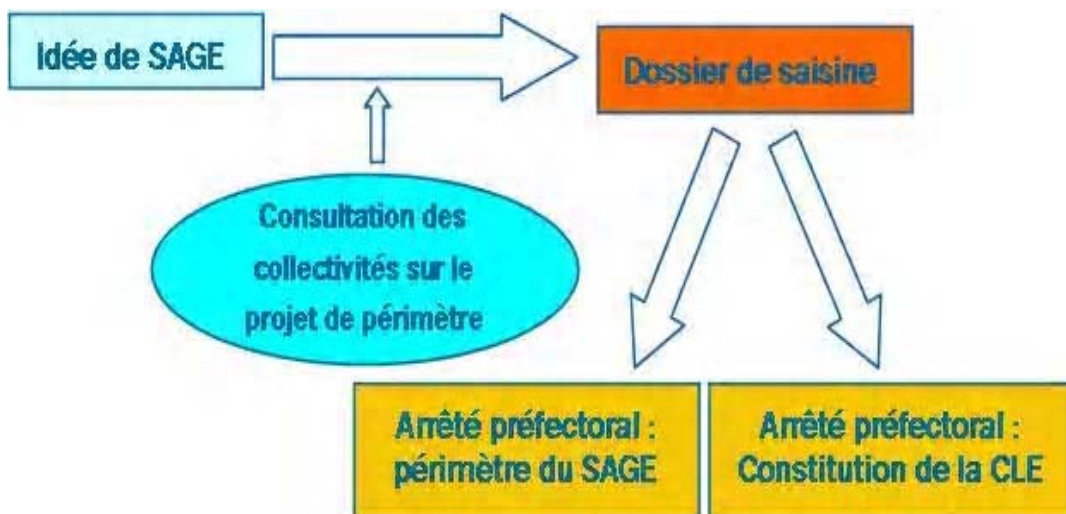 Idée de SAGE
Dossier de saisine
Consultation des
collectivités sur le
projet de périmètre
Arrêté préfectoral :
périmètre du SAGE
Arrêté préfectoral :
Constitution de la CLE